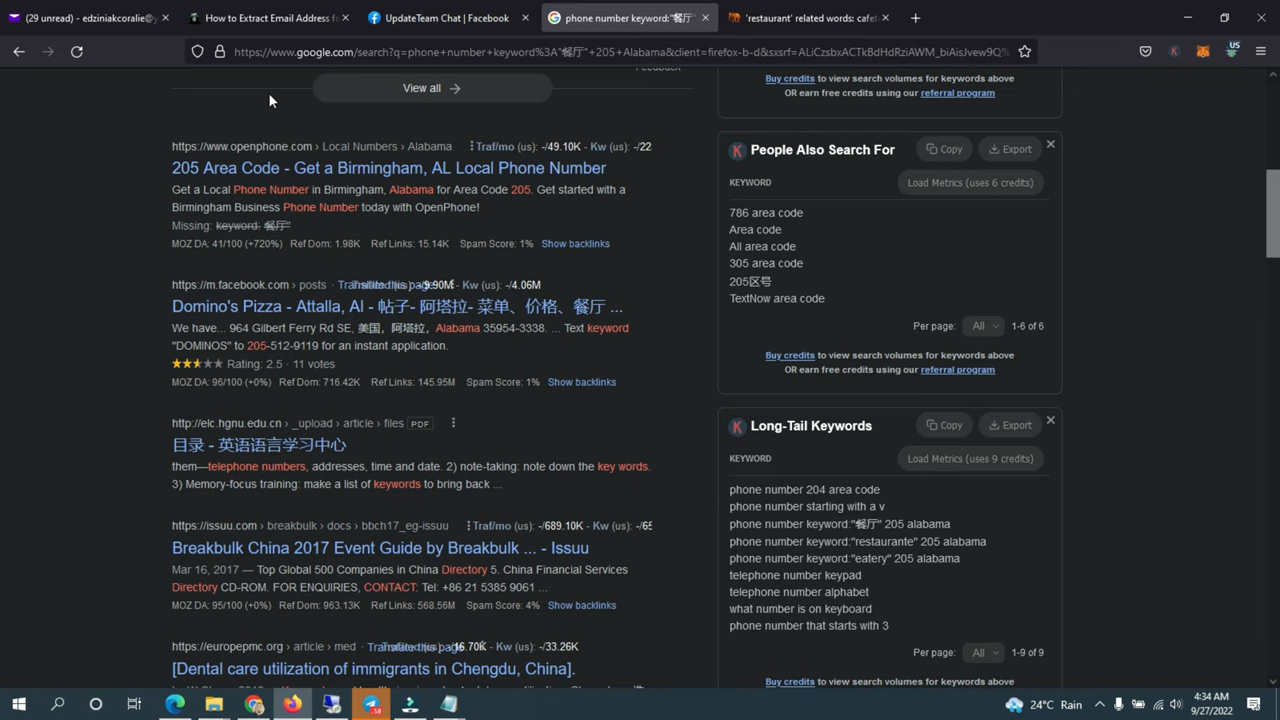 (29 unread) - edziniakcoralie@y
How to Extract Email Address fo
UpdateTeam Chat | Facebook
phone number keyword:"餐厅"
'restaurant' related words: cafet
https://www.google.com/search?q=phone+number+keyword%3A"餐厅"+205+Alabama&client=firefox-b-d&sxsrf=ALiCzsbxACTkBdHdRziAWM_biAisJvew9Q%
US
Feedback
View all
https://www.openphone.com › Local Numbers › Alabama
Traf/mo (us): -/49.10K - Kw (us): -/22
205 Area Code - Get a Birmingham, AL Local Phone Number
Get a Local Phone Number in Birmingham, Alabama for Area Code 205. Get started with a
Birmingham Business Phone Number today with OpenPhone!
Missing: keyword: 餐厅"
MOZ DA: 41/100 (+720%) Ref Dom: 1.98K Ref Links: 15.14K Spam Score: 1% Show backlinks
https://m.facebook.com › posts
Translate this page
- Kw (us): -/4.06M
Domino's Pizza - Attalla, Al - 帖子- 阿塔拉- 菜单、价格、餐厅 ...
We have... 964 Gilbert Ferry Rd SE, 美国，阿塔拉，Alabama 35954-3338. ... Text keyword
"DOMINOS" to 205-512-9119 for an instant application.
Rating: 2.5 · 11 votes
MOZ DA: 96/100 (+0%) Ref Dom: 716.42K Ref Links: 145.95M Spam Score: 1% Show backlinks
http://elc.hgnu.edu.cn › _upload › article › files PDF
目录 - 英语语言学习中心
them—telephone numbers, addresses, time and date. 2) note-taking: note down the key words.
3) Memory-focus training: make a list of keywords to bring back ...
https://issuu.com › breakbulk › docs › bbch17_eg-issuu
Traf/mo (us): -/689.10K - Kw (us): -/65
Breakbulk China 2017 Event Guide by Breakbulk ... - Issuu
Mar 16, 2017 — Top Global 500 Companies in China Directory 5. China Financial Services
Directory CD-ROM. FOR ENQUIRIES, CONTACT: Tel: +86 21 5385 9061 ...
MOZ DA: 95/100 (+0%) Ref Dom: 963.13K Ref Links: 568.56M Spam Score: 4% Show backlinks
https://europepmc.org › article › med
Translate this page
- Kw (us): -/33.26K
[Dental care utilization of immigrants in Chengdu, China].
Buy credits to view search volumes for keywords above
OR earn free credits using our referral program
K People Also Search For
Copy
Export
KEYWORD
Load Metrics (uses 6 credits)
786 area code
Area code
All area code
305 area code
205区号
TextNow area code
Per page: All 1-6 of 6
Buy credits to view search volumes for keywords above
OR earn free credits using our referral program
K Long-Tail Keywords
Copy
Export
KEYWORD
Load Metrics (uses 9 credits)
phone number 204 area code
phone number starting with a v
phone number keyword:"餐厅" 205 alabama
phone number keyword:"restaurante" 205 alabama
phone number keyword:"eatery" 205 alabama
telephone number keypad
telephone number alphabet
what number is on keyboard
phone number that starts with 3
Per page: All 1-9 of 9
Buy credits to view search volumes for keywords above
24°C Rain
4:34 AM
9/27/2022